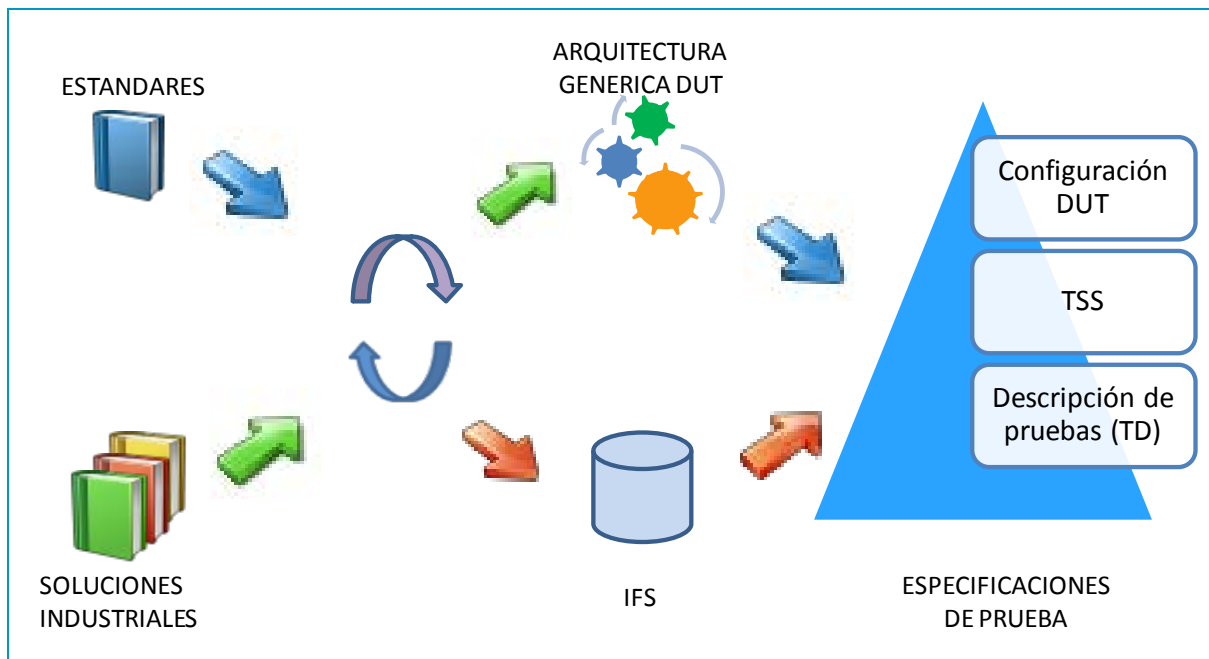 ESTANDARES
ARQUITECTURA
GENERICA DUT
Configuración
DUT
TSS
Descripción de
pruebas (TD)
SOLUCIONES
INDUSTRIALES
IFS
ESPECIFICACIONES
DE PRUEBA